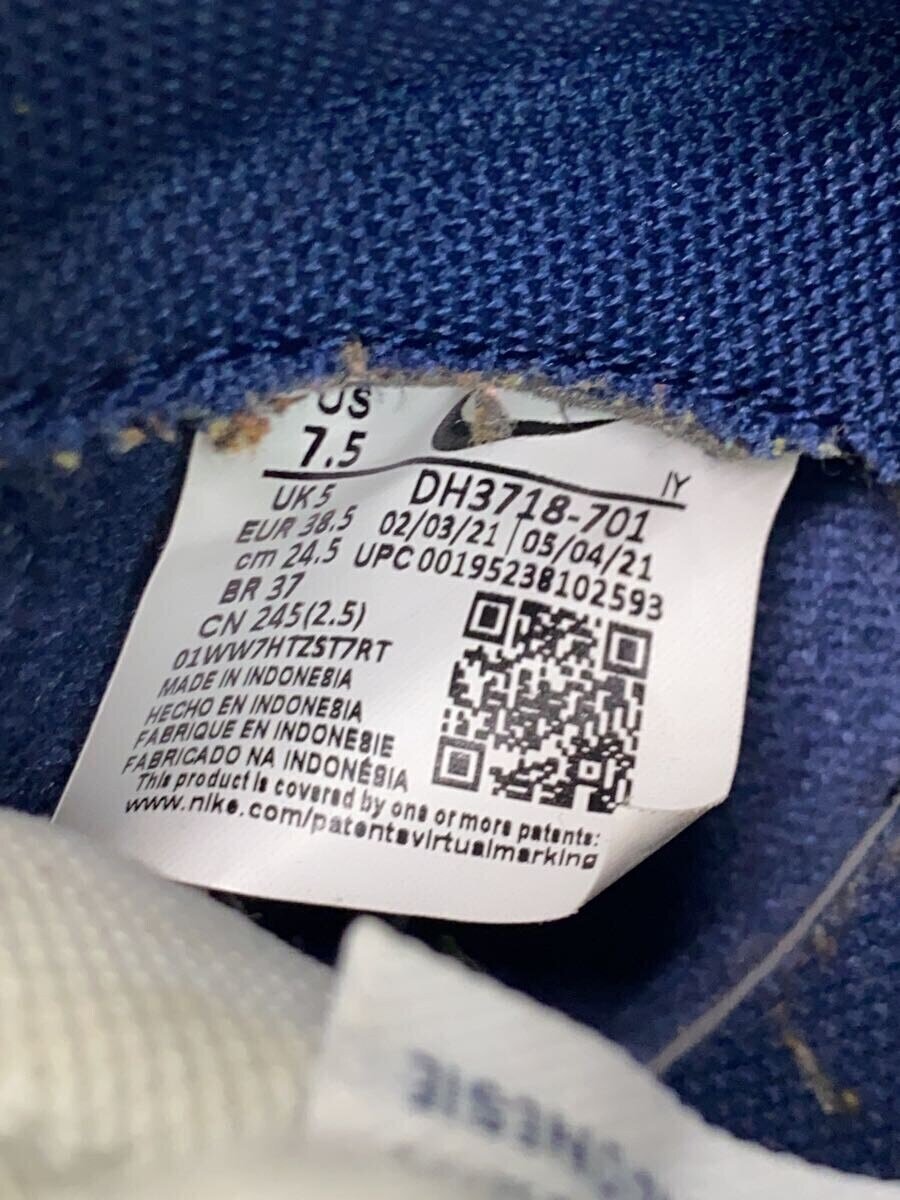 US
7.5
UK 5
EUR 38.5
cm 24.5
BR 37
CN 245(2.5)
IY
DH3718-701
02/03/21 | 05/04/21
UPC 00195238102593
01WW7HTZST7RT
MADE IN INDONESIA
HECHO EN INDONESIA
FABRIQUE EN INDONESIE
FABRICADO NA INDONÉSIA
This product is covered by one or more patents:
www.nike.com/patentsvirtualmarking